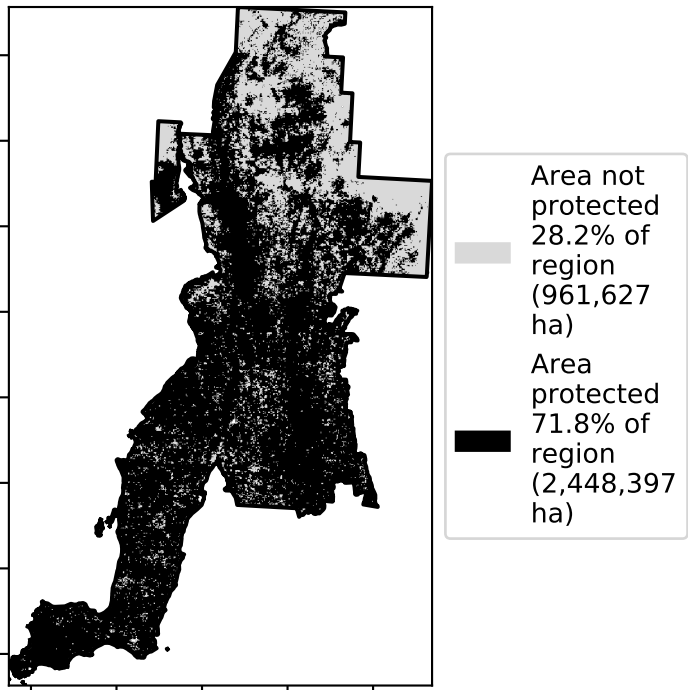 Area not
protected
28.2% of
region
(961,627
ha)
Area
protected
71.8% of
region
(2,448,397
ha)